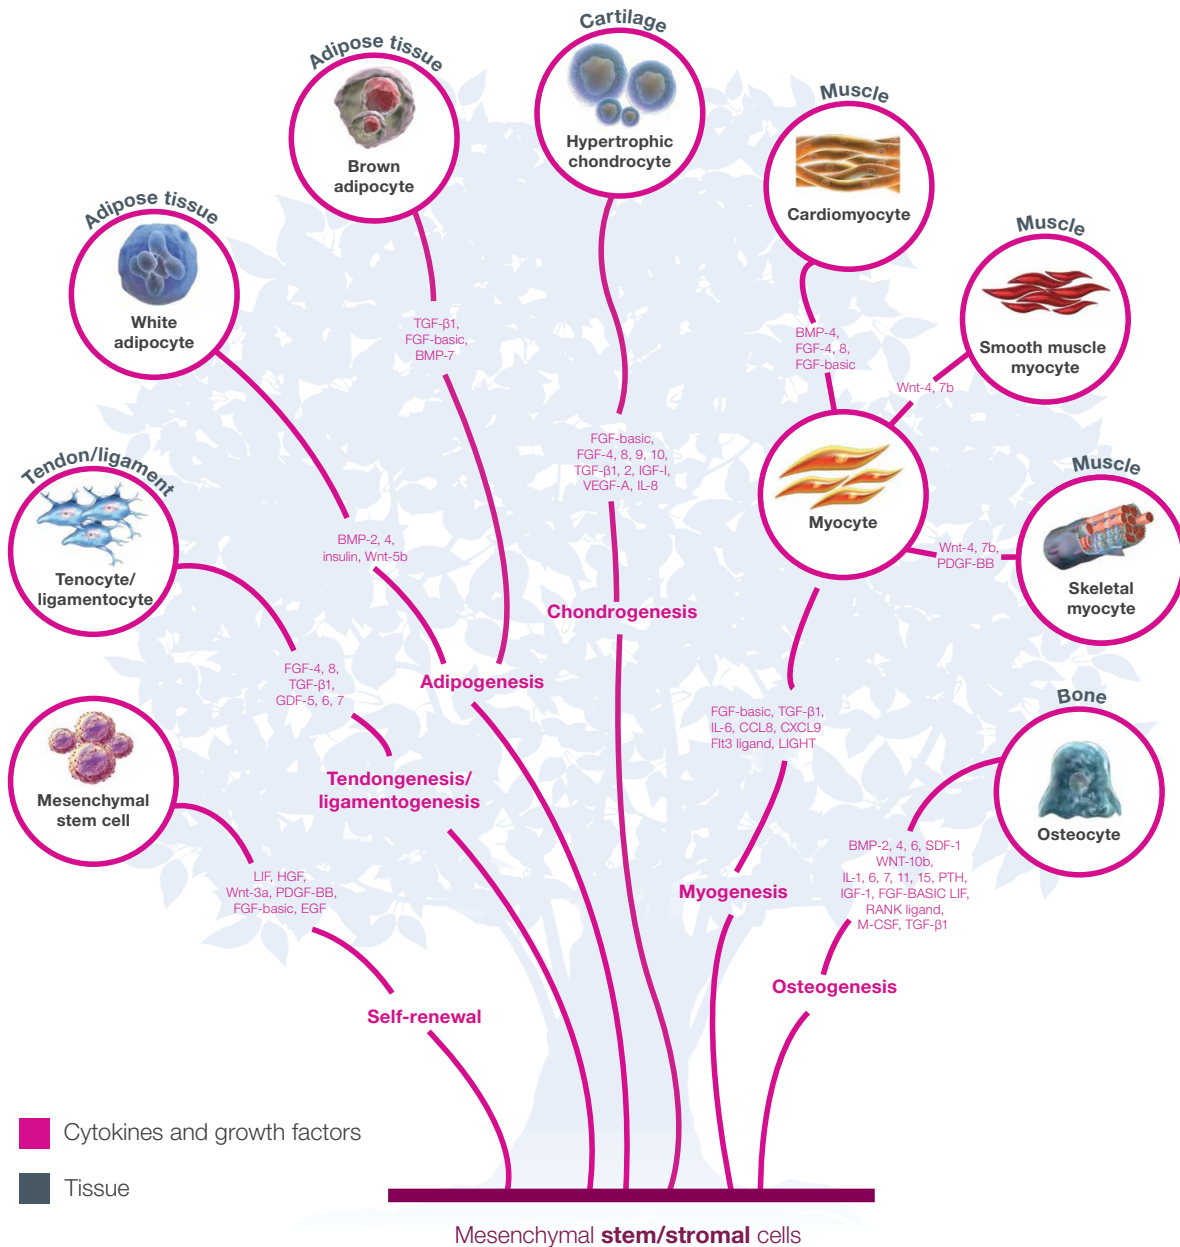 Cartilage
Hypertrophic
chondrocyte
Adipose tissue
Brown
adipocyte
Muscle
Cardiomyocyte
Adipose tissue
White
adipocyte
Muscle
Smooth muscle
myocyte
TGF-β1,
FGF-basic,
BMP-7
BMP-4,
FGF-4, 8,
FGF-basic
Wnt-4, 7b
FGF-basic,
FGF-4, 8, 9, 10,
TGF-β1, 2, IGF-I,
VEGF-A, IL-8
Myocyte
Tendon/ligament
Tenocyte/
ligamentocyte
Muscle
Skeletal
myocyte
BMP-2, 4,
insulin, Wnt-5b
Wnt-4, 7b,
PDGF-BB
Chondrogenesis
FGF-4, 8,
TGF-β1,
GDF-5, 6, 7
Adipogenesis
FGF-basic, TGF-β1,
IL-6, CCL8, CXCL9
Flt3 ligand, LIGHT
Bone
Osteocyte
Tendongenesis/
ligamentogenesis
Mesenchymal
stem cell
LIF, HGF,
Wnt-3a, PDGF-BB,
FGF-basic, EGF
Myogenesis
BMP-2, 4, 6, SDF-1
WNT-10b,
IL-1, 6, 7, 11, 15, PTH,
IGF-1, FGF-BASIC LIF,
RANK ligand,
M-CSF, TGF-β1
Osteogenesis
Self-renewal
Cytokines and growth factors
Tissue
Mesenchymal stem/stromal cells